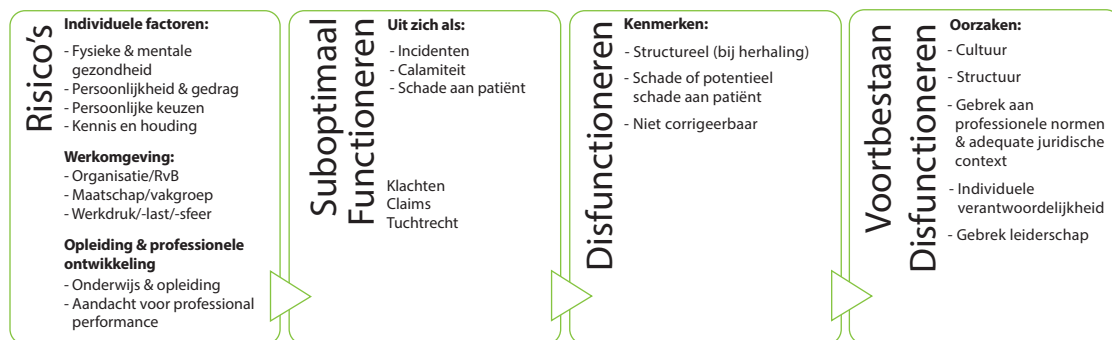 Risico's
Individuele factoren:
- Fysieke & mentale
gezondheid
- Persoonlijkheid & gedrag
- Persoonlijke keuzen
- Kennis en houding
Werkomgeving:
- Organisatie/RvB
- Maatschap/vakgroep
- Werkdruk/-last/-sfeer
Opleiding & professionele
ontwikkeling
- Onderwijs & opleiding
- Aandacht voor professional
performance
Suboptimaal
Functioneren
Uit zich als:
- Incidenten
- Calamiteit
- Schade aan patiënt
Klachten
Claims
Tuchtrecht
Disfunctioneren
Kenmerken:
- Structureel (bij herhaling)
- Schade of potentieel
schade aan patiënt
- Niet corrigeerbaar
Voortbestaan
Disfunctioneren
Oorzaken:
- Cultuur
- Structuur
- Gebrek aan
professionele normen
& adequate juridische
context
- Individuele
verantwoordelijkheid
- Gebrek leiderschap